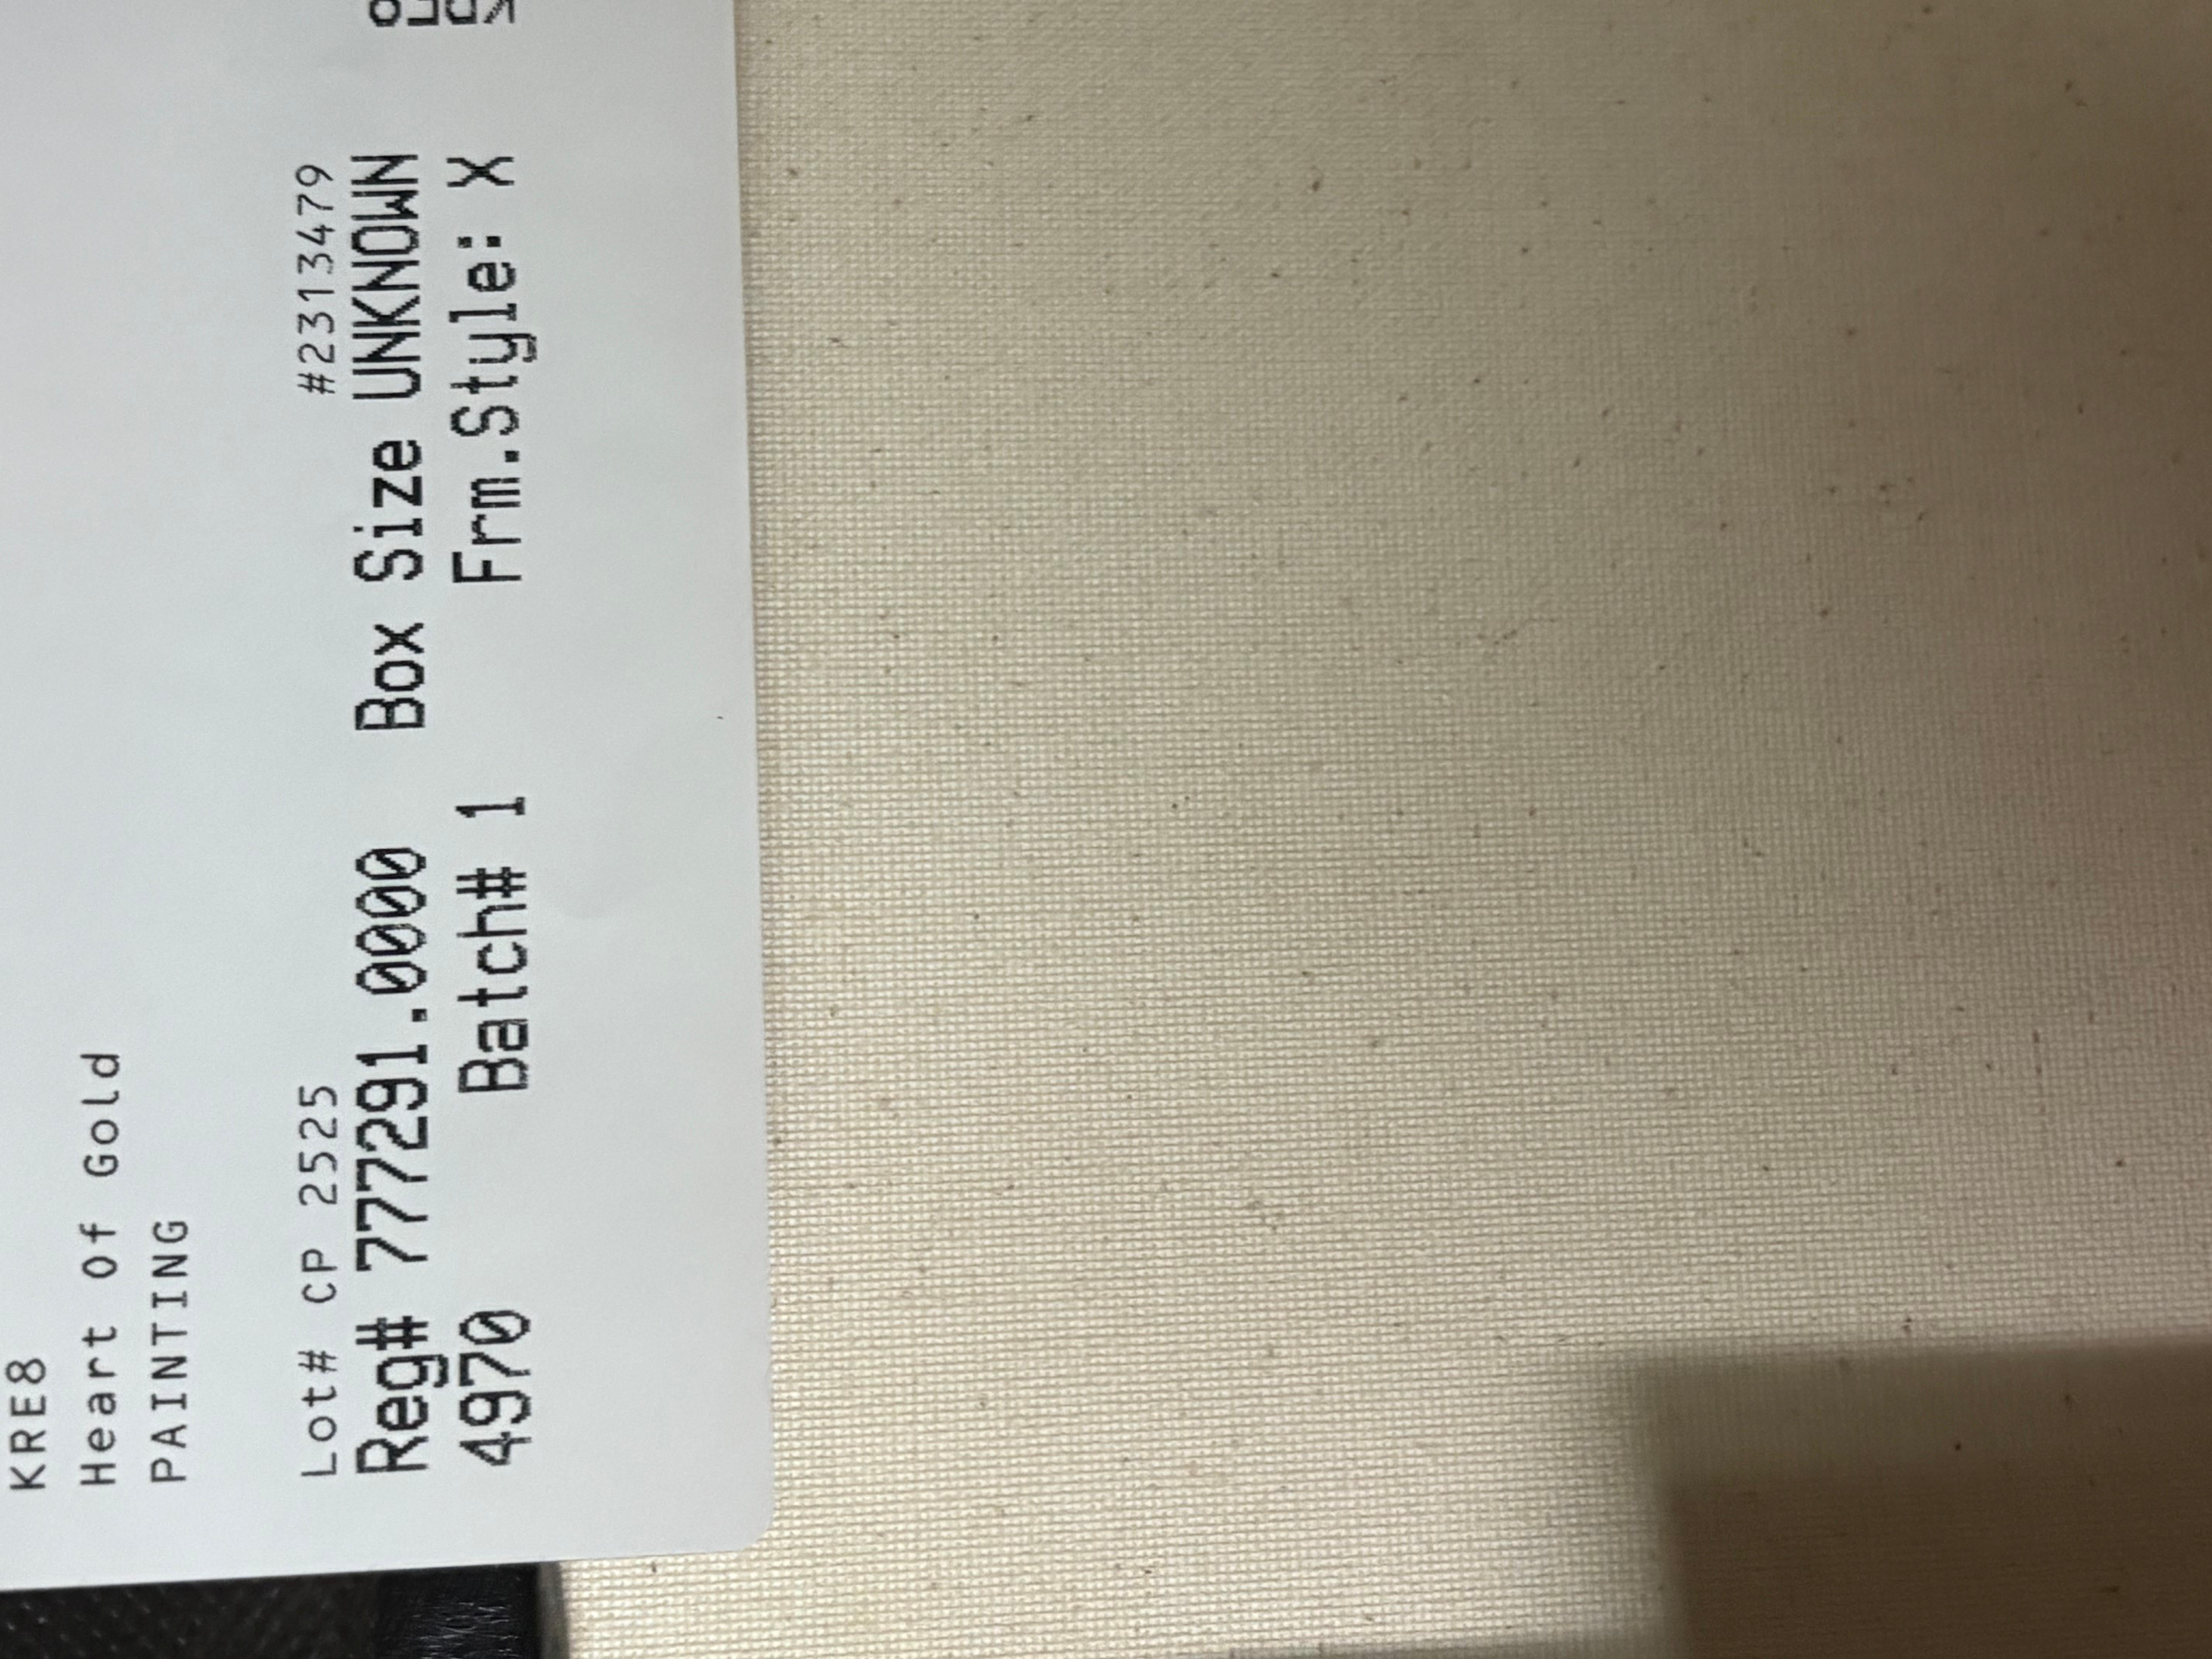 KRE8
Heart Of Gold
PAINTING
Lot# CP 2525 #2313479
Reg# 777291.0000 Box Size UNKNOWN
4970 Batch# 1 Frm.Style: X